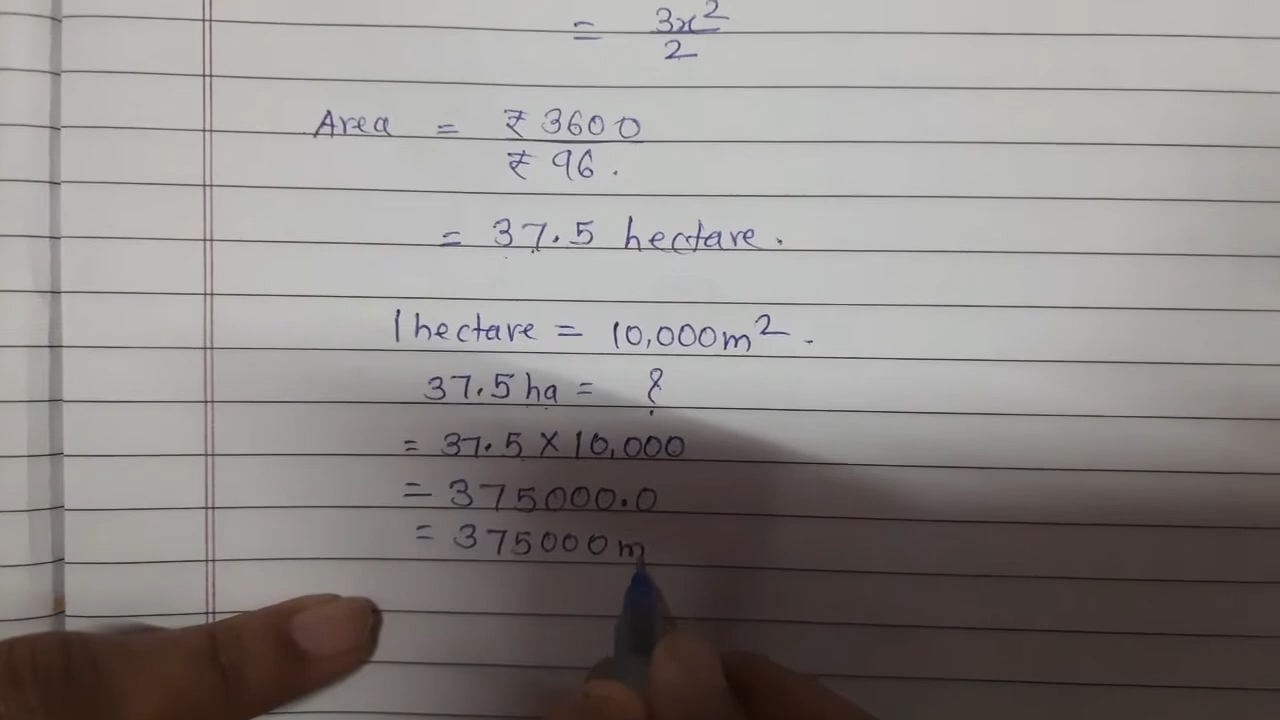 = 3x²/2
Area = ₹ 3600
₹ 96.
= 37.5 hectare.
1 hectare = 10,000m².
37.5 ha = ?
= 37.5 × 10,000
= 375000.0
= 375000m